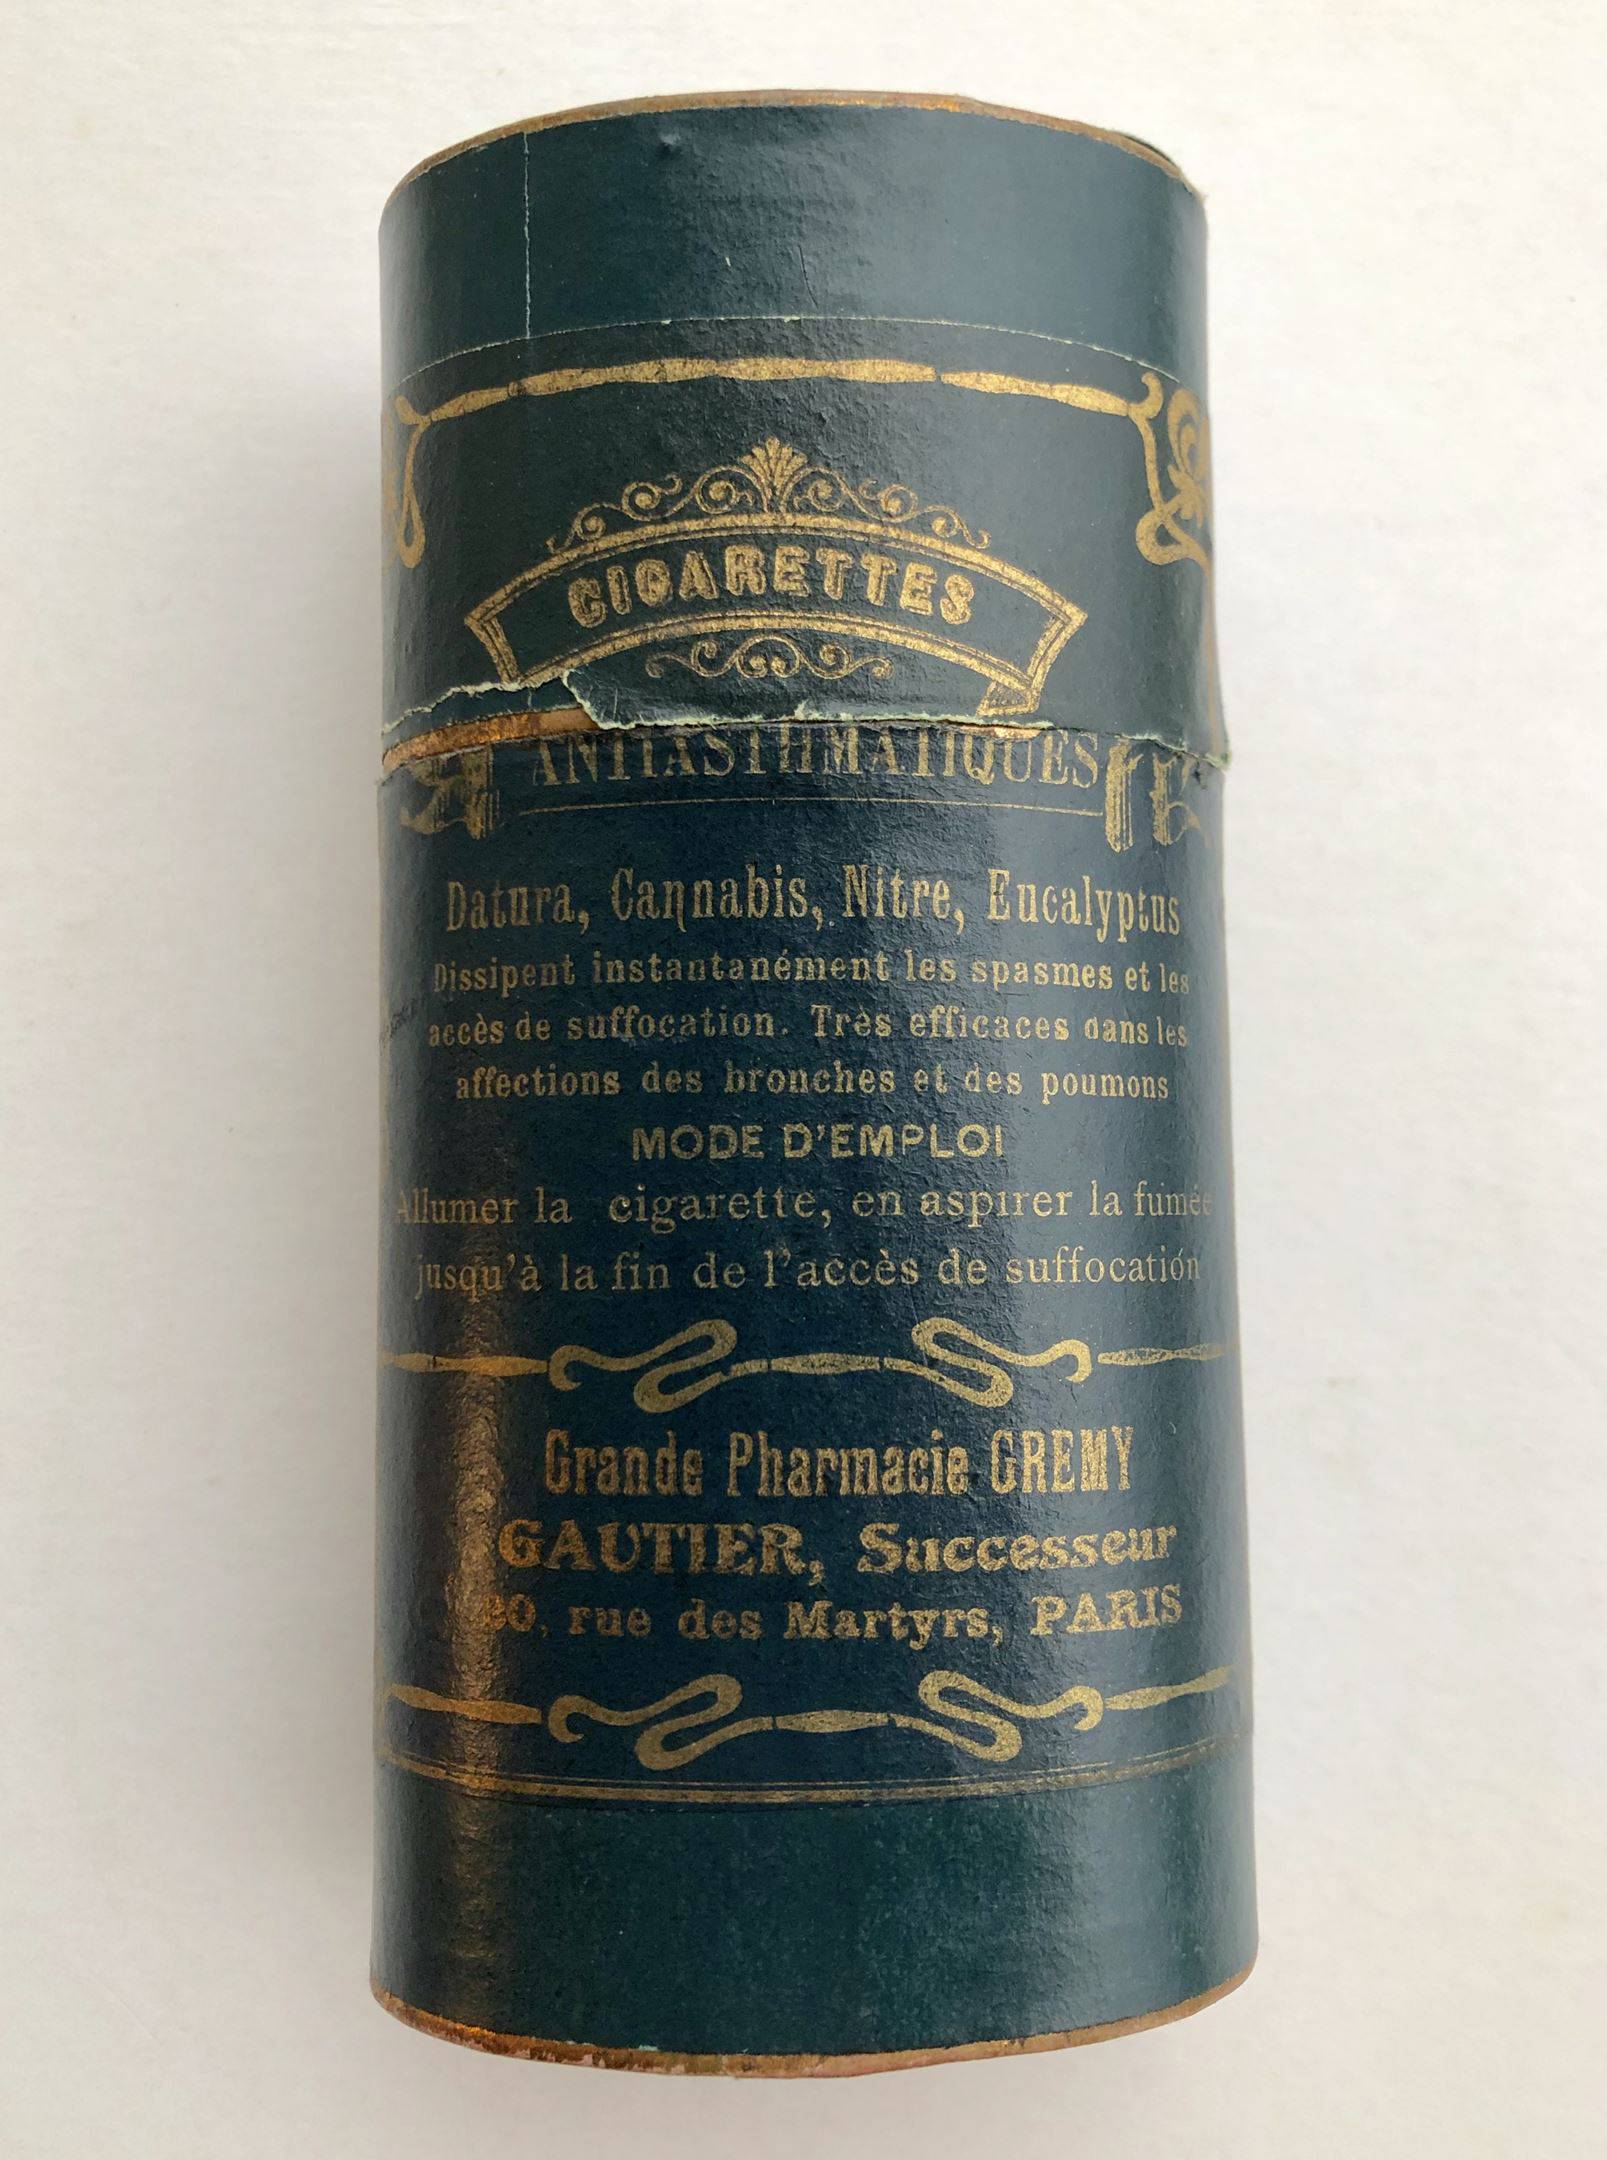 CIGARETTES
ANTIASTHMATIQUES
Datura, Cannabis, Nitre, Eucalyptus
Dissipent instantanément les spasmes et les
accès de suffocation. Très efficaces dans les
affections des bronches et des poumons
MODE D'EMPLOI
Allumer la cigarette, en aspirer la fumée
jusqu'à la fin de l'accès de suffocation
Grande Pharmacie GREMY
GAUTIER, Successeur
rue des Martyrs, PARIS